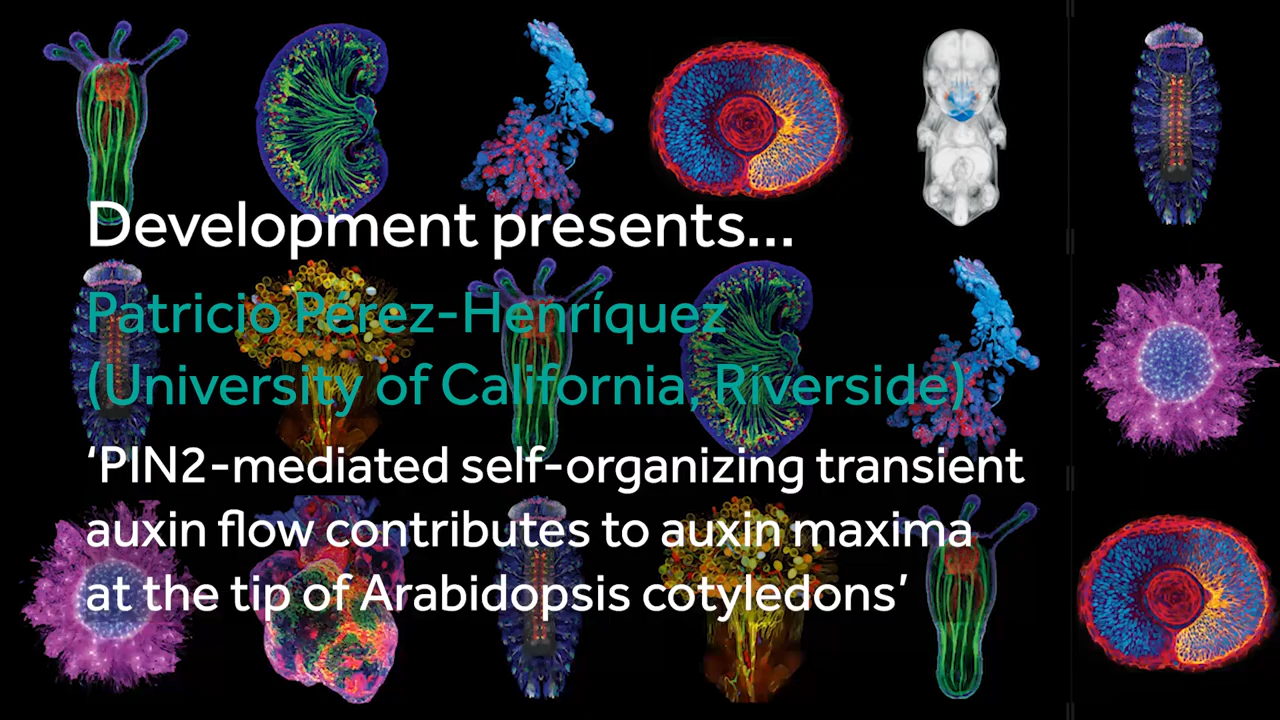 Development presents...
Patricio Pérez-Henríquez
(University of California, Riverside)
‘PIN2-mediated self-organizing transient
auxin flow contributes to auxin maxima
at the tip of Arabidopsis cotyledons’